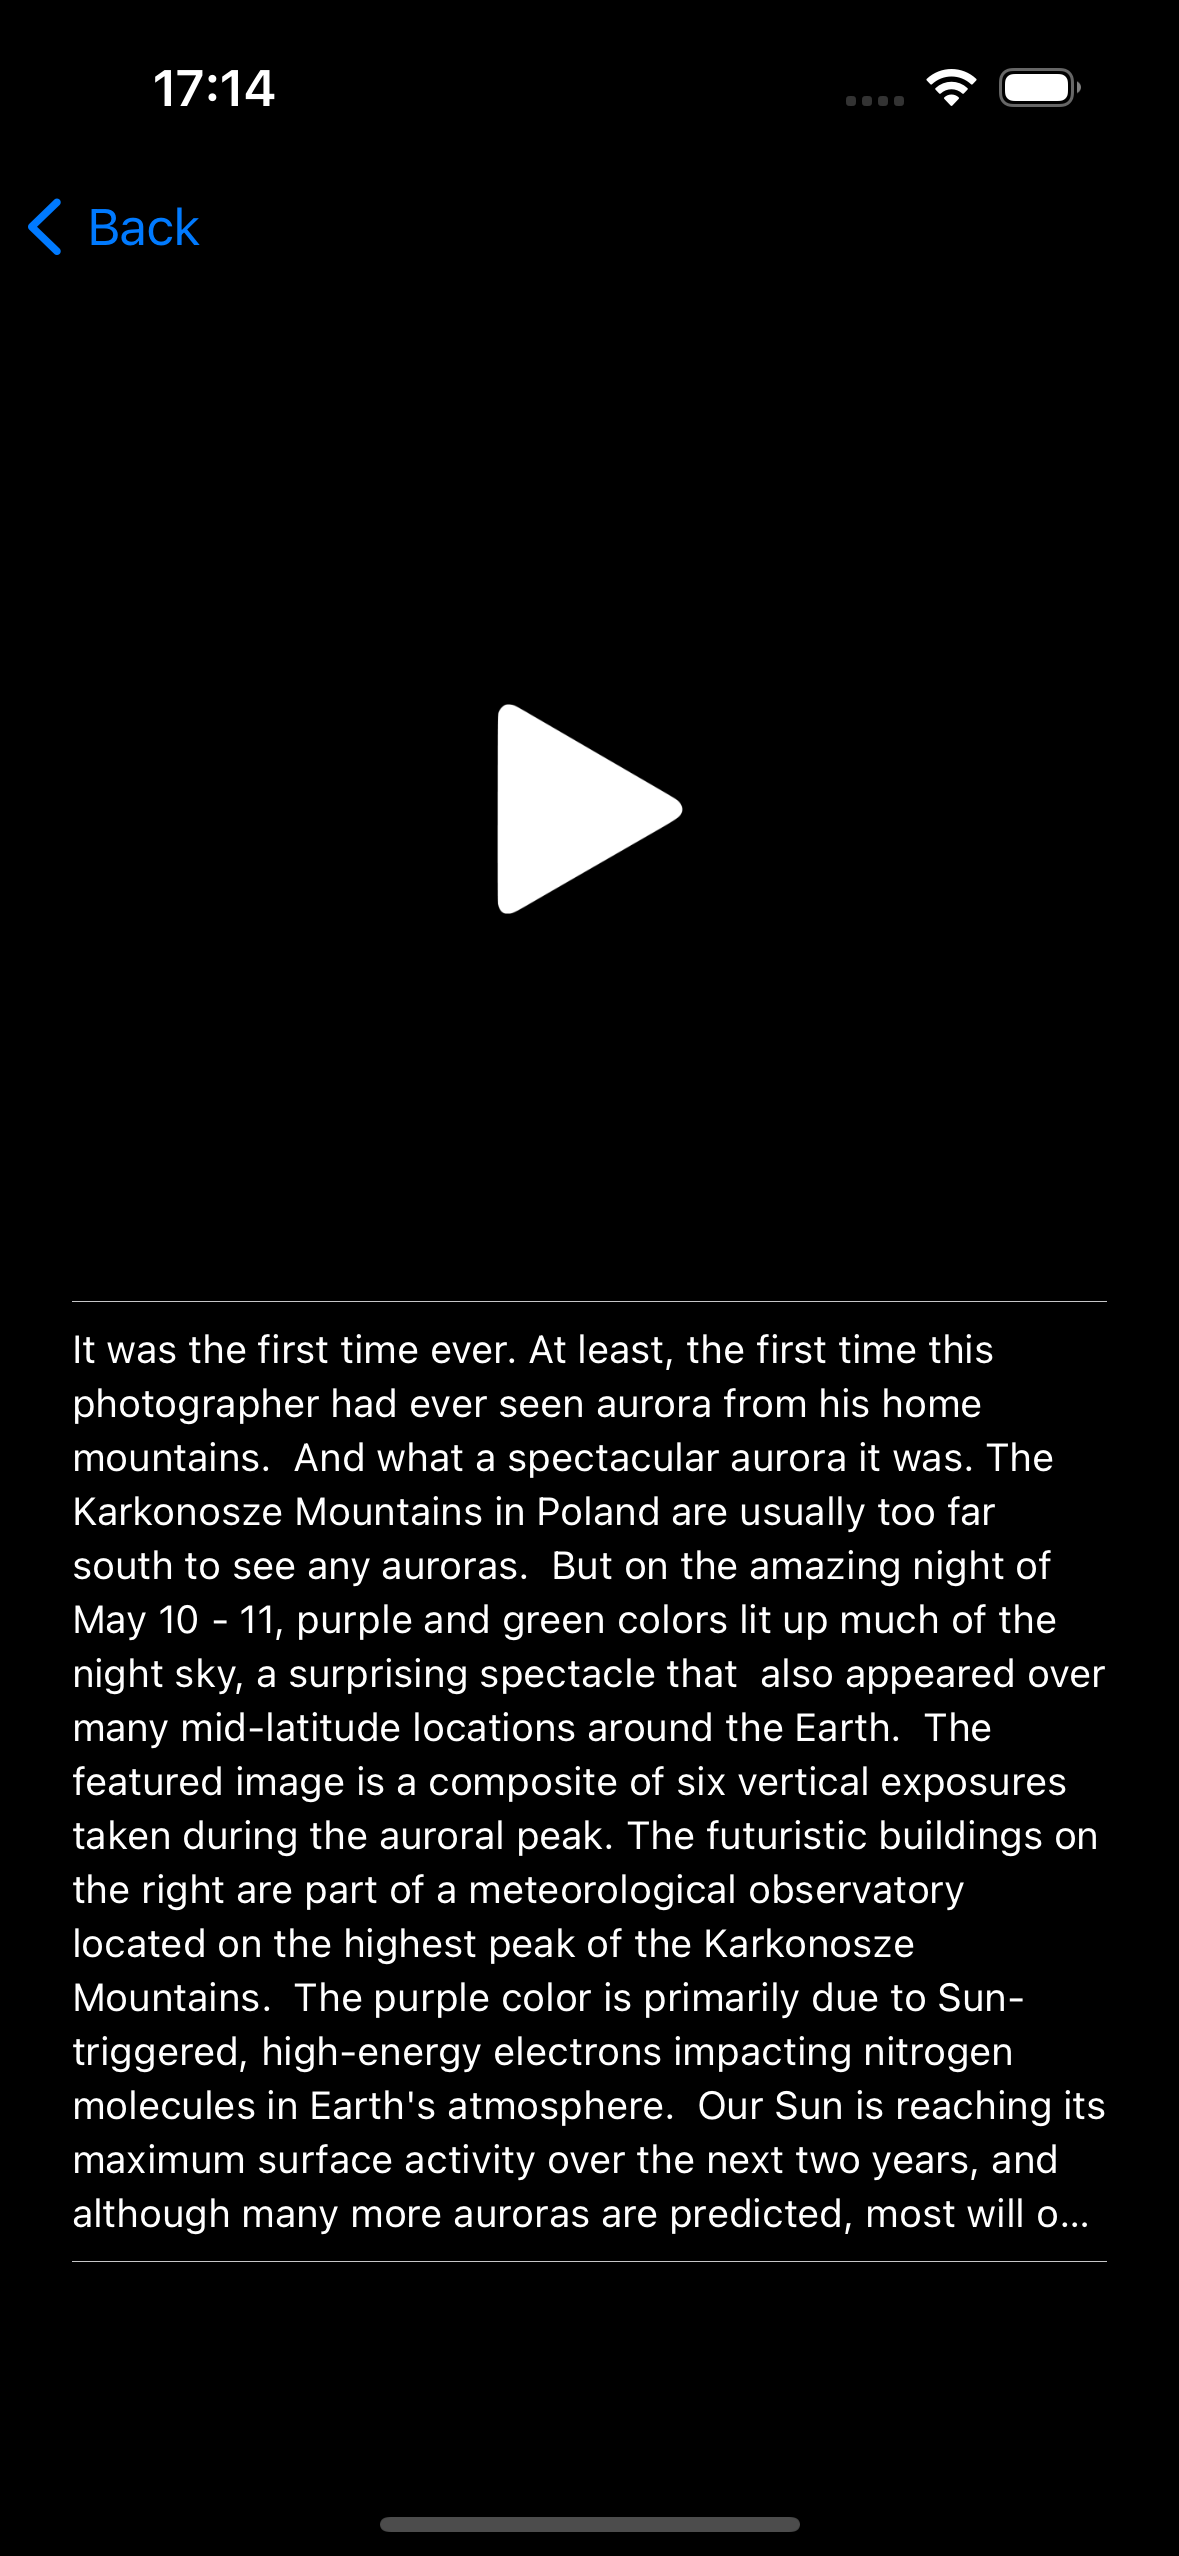 17:14
Back
It was the first time ever. At least, the first time this
photographer had ever seen aurora from his home
mountains.  And what a spectacular aurora it was. The
Karkonosze Mountains in Poland are usually too far
south to see any auroras.  But on the amazing night of
May 10 - 11, purple and green colors lit up much of the
night sky, a surprising spectacle that  also appeared over
many mid-latitude locations around the Earth.  The
featured image is a composite of six vertical exposures
taken during the auroral peak. The futuristic buildings on
the right are part of a meteorological observatory
located on the highest peak of the Karkonosze
Mountains.  The purple color is primarily due to Sun-
triggered, high-energy electrons impacting nitrogen
molecules in Earth's atmosphere.  Our Sun is reaching its
maximum surface activity over the next two years, and
although many more auroras are predicted, most will o...